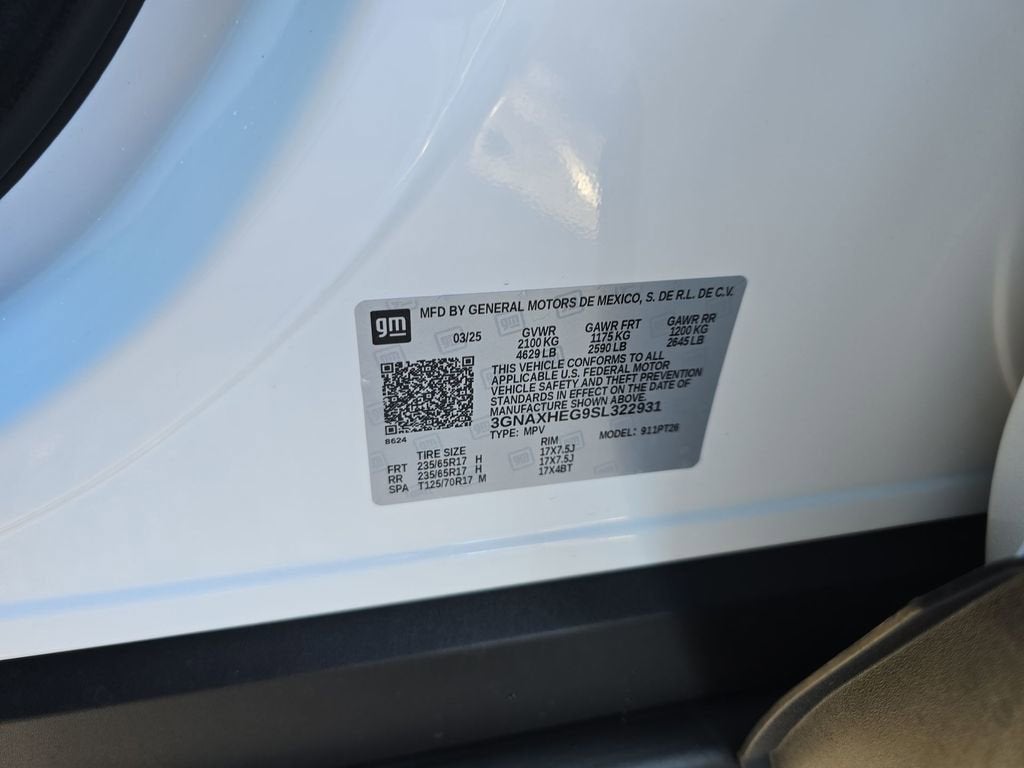 MFD BY GENERAL MOTORS DE MEXICO, S. DE R.L. DE C.V.
gm
03/25 GVWR GAWR FRT GAWR RR
2100 KG 1175 KG 1200 KG
4629 LB 2590 LB 2645 LB
THIS VEHICLE CONFORMS TO ALL
APPLICABLE U.S. FEDERAL MOTOR
VEHICLE SAFETY AND THEFT PREVENTION
STANDARDS IN EFFECT ON THE DATE OF
MANUFACTURE SHOWN ABOVE.
3GNAXHEG9SL322931
TYPE: MPV MODEL: 911PT26
8624
TIRE SIZE RIM
FRT 235/65R17 H 17X7.5J
RR 235/65R17 H 17X7.5J
SPA T125/70R17 M 17X4BT